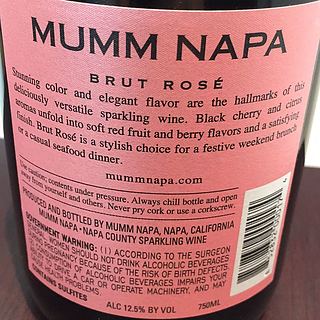 MUMM NAPA
BRUT ROSÉ
Stunning color and elegant flavor are the hallmarks of this
deliciously versatile sparkling wine. Black cherry and citrus
aromas unfold into soft red fruit and berry flavors and a satisfying
finish. Brut Rosé is a stylish choice for a festive weekend brunch
or a casual seafood dinner.
mummnapa.com
Use caution; contents under pressure. Always chill bottle and open
away from yourself and others. Never pry cork or use a corkscrew.
PRODUCED AND BOTTLED BY MUMM NAPA, NAPA, CALIFORNIA
MUMM NAPA • NAPA COUNTY SPARKLING WINE
GOVERNMENT WARNING: (1) ACCORDING TO THE SURGEON
WOMEN SHOULD NOT DRINK ALCOHOLIC BEVERAGES
PREGNANCY BECAUSE OF THE RISK OF BIRTH DEFECTS.
CONSUMPTION OF ALCOHOLIC BEVERAGES IMPAIRS YOUR
DRIVE A CAR OR OPERATE MACHINERY, AND MAY
HEALTH PROBLEMS
CONTAINS SULFITES
ALC 12.5% BY VOL
750ML